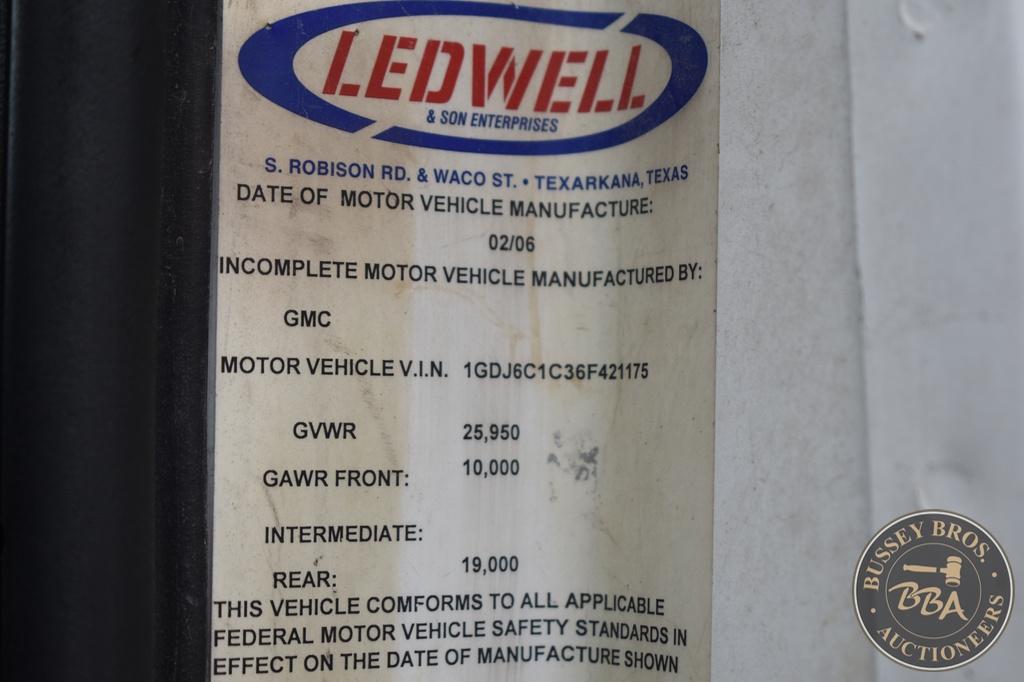 LEDWELL
& SON ENTERPRISES
S. ROBISON RD. & WACO ST. • TEXARKANA, TEXAS
DATE OF MOTOR VEHICLE MANUFACTURE:
02/06
INCOMPLETE MOTOR VEHICLE MANUFACTURED BY:
GMC
MOTOR VEHICLE V.I.N. 1GDJ6C1C36F421175
GVWR 25,950
GAWR FRONT: 10,000
INTERMEDIATE:
REAR: 19,000
THIS VEHICLE COMFORMS TO ALL APPLICABLE
FEDERAL MOTOR VEHICLE SAFETY STANDARDS IN
EFFECT ON THE DATE OF MANUFACTURE SHOWN
BUSSEY BROS.
BBA
AUCTIONEERS